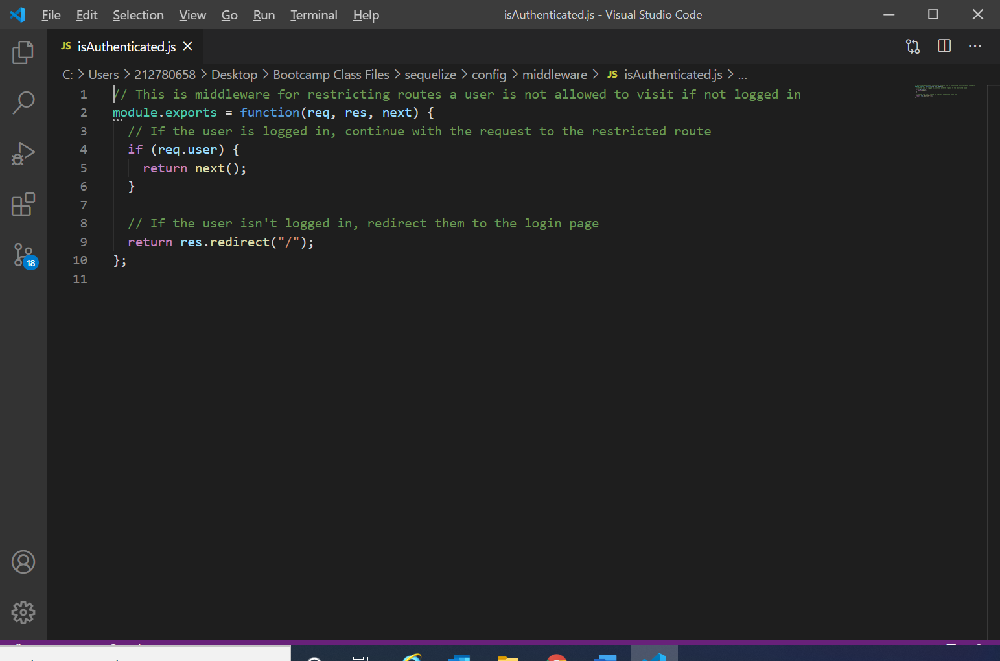 File Edit Selection View Go Run Terminal Help isAuthenticated.js - Visual Studio Code
JS isAuthenticated.js
C: > Users > 212780658 > Desktop > Bootcamp Class Files > sequelize > config > middleware > JS isAuthenticated.js > ...
1 // This is middleware for restricting routes a user is not allowed to visit if not logged in
2 module.exports = function(req, res, next) {
3 // If the user is logged in, continue with the request to the restricted route
4 if (req.user) {
5 return next();
6 }
7
8 // If the user isn't logged in, redirect them to the login page
9 return res.redirect("/");
10 };
11
18